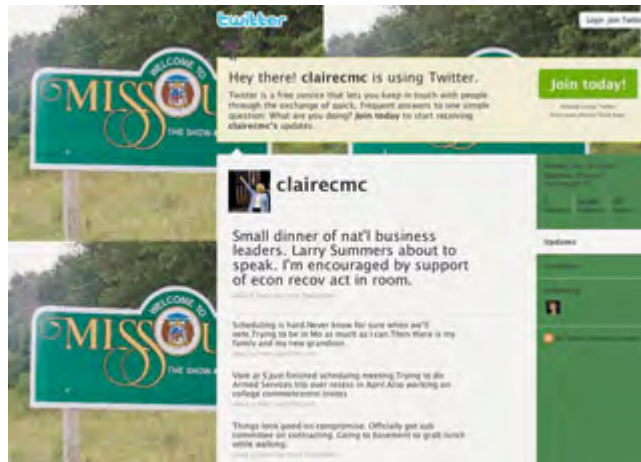 twitter
Login Join Twitter
WELCOME TO
MISSOU
THE SHOW
Hey there! clairecmc is using Twitter.
Twitter is a free service that lets you keep in touch with people
through the exchange of quick, frequent answers to one simple
question: What are you doing? Join today to start receiving
clairecmc's updates.
Join today!
clairecmc
Small dinner of nat'l business
leaders. Larry Summers about to
speak. I'm encouraged by support
of econ recov act in room.
Updates
Scheduling is hard.Never know for sure when we'll
vote.Trying to be in Mo as much as I can.Then there is my
family and my new grandson.
WELCOME TO
MISSOU
THE SHOW
Vote at 5 just finished scheduling meeting.Trying to do
Armed Services trip over recess in April.Also working on
college commencement invites
Things look good on compromise. Officially got sub
committee on contracting. Going to basement to grab lunch
while walking.